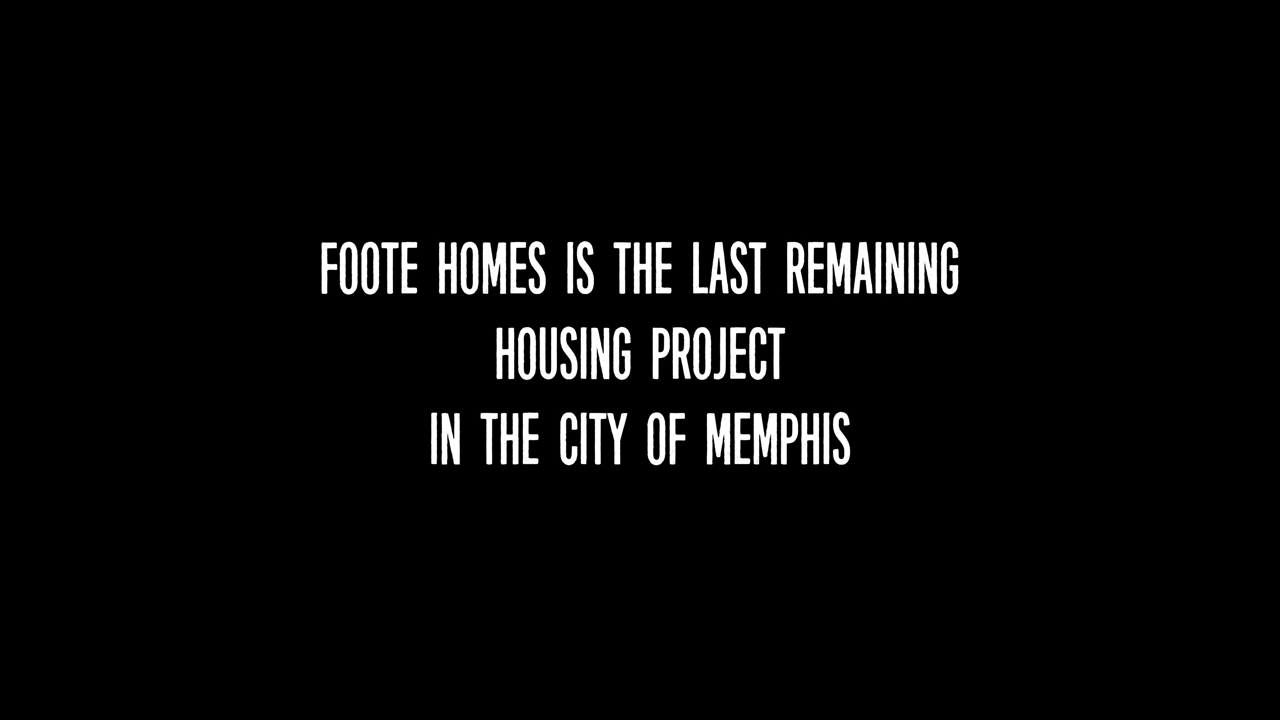 FOOTE HOMES IS THE LAST REMAINING
HOUSING PROJECT
IN THE CITY OF MEMPHIS